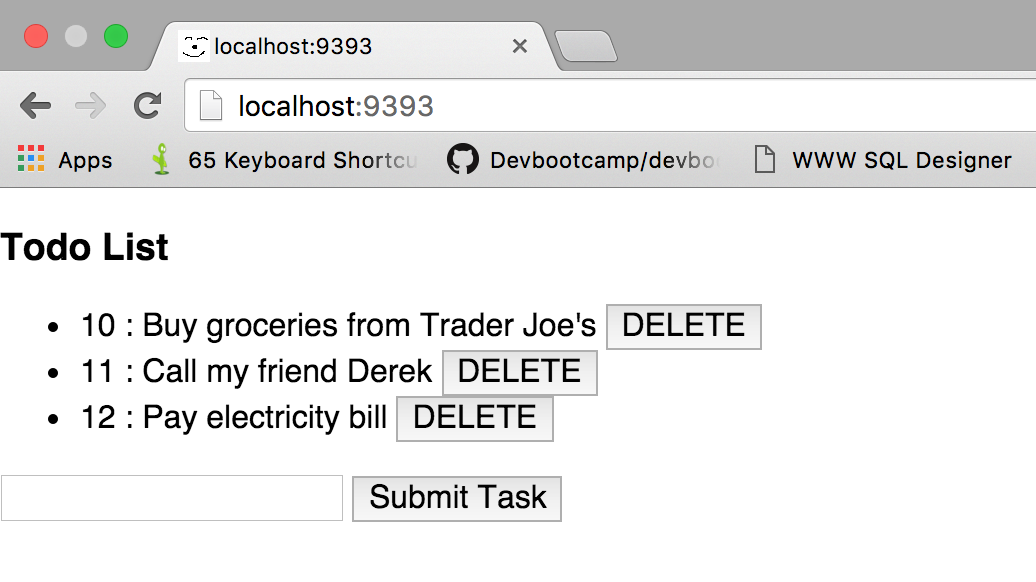 localhost:9393
localhost:9393
Apps 65 Keyboard Shortcu Devbootcamp/devbo WWW SQL Designer
Todo List
10 : Buy groceries from Trader Joe's DELETE
11 : Call my friend Derek DELETE
12 : Pay electricity bill DELETE
Submit Task